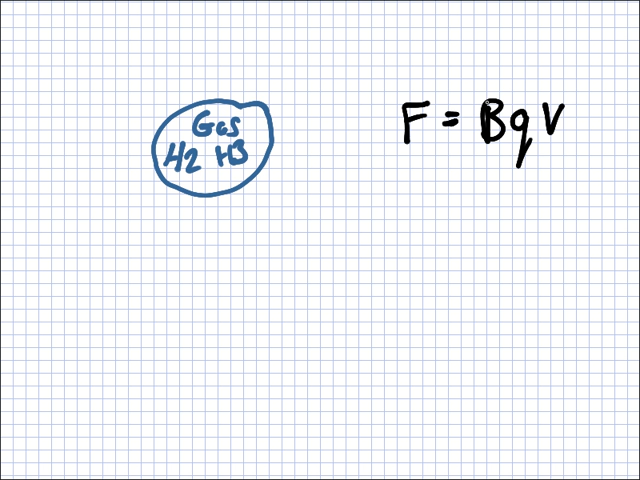 Gas
H2 H3
F = BqV